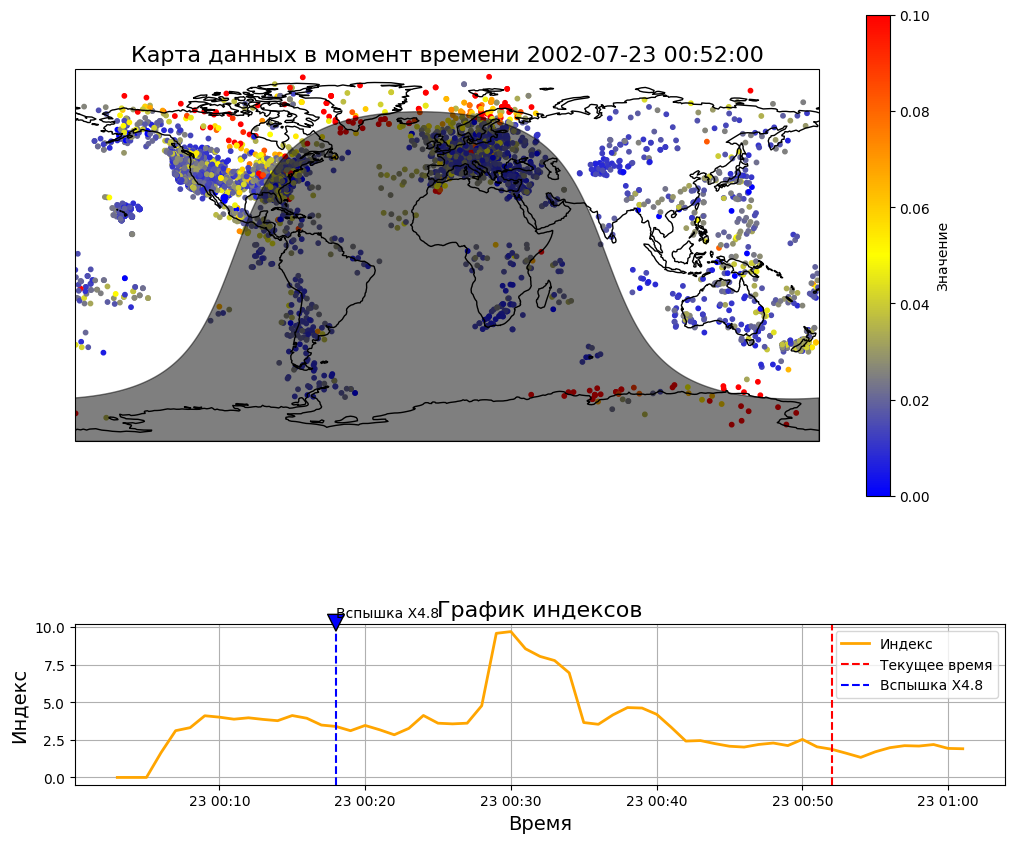 Карта данных в момент времени 2002-07-23 00:52:00
0.10
0.08
0.06
0.04
0.02
0.00
Значение
График индексов
Вспышка X4.8
10.0
7.5
5.0
2.5
0.0
Индекс
Индекс
Текущее время
Вспышка X4.8
23 00:10
23 00:20
23 00:30
23 00:40
23 00:50
23 01:00
Время